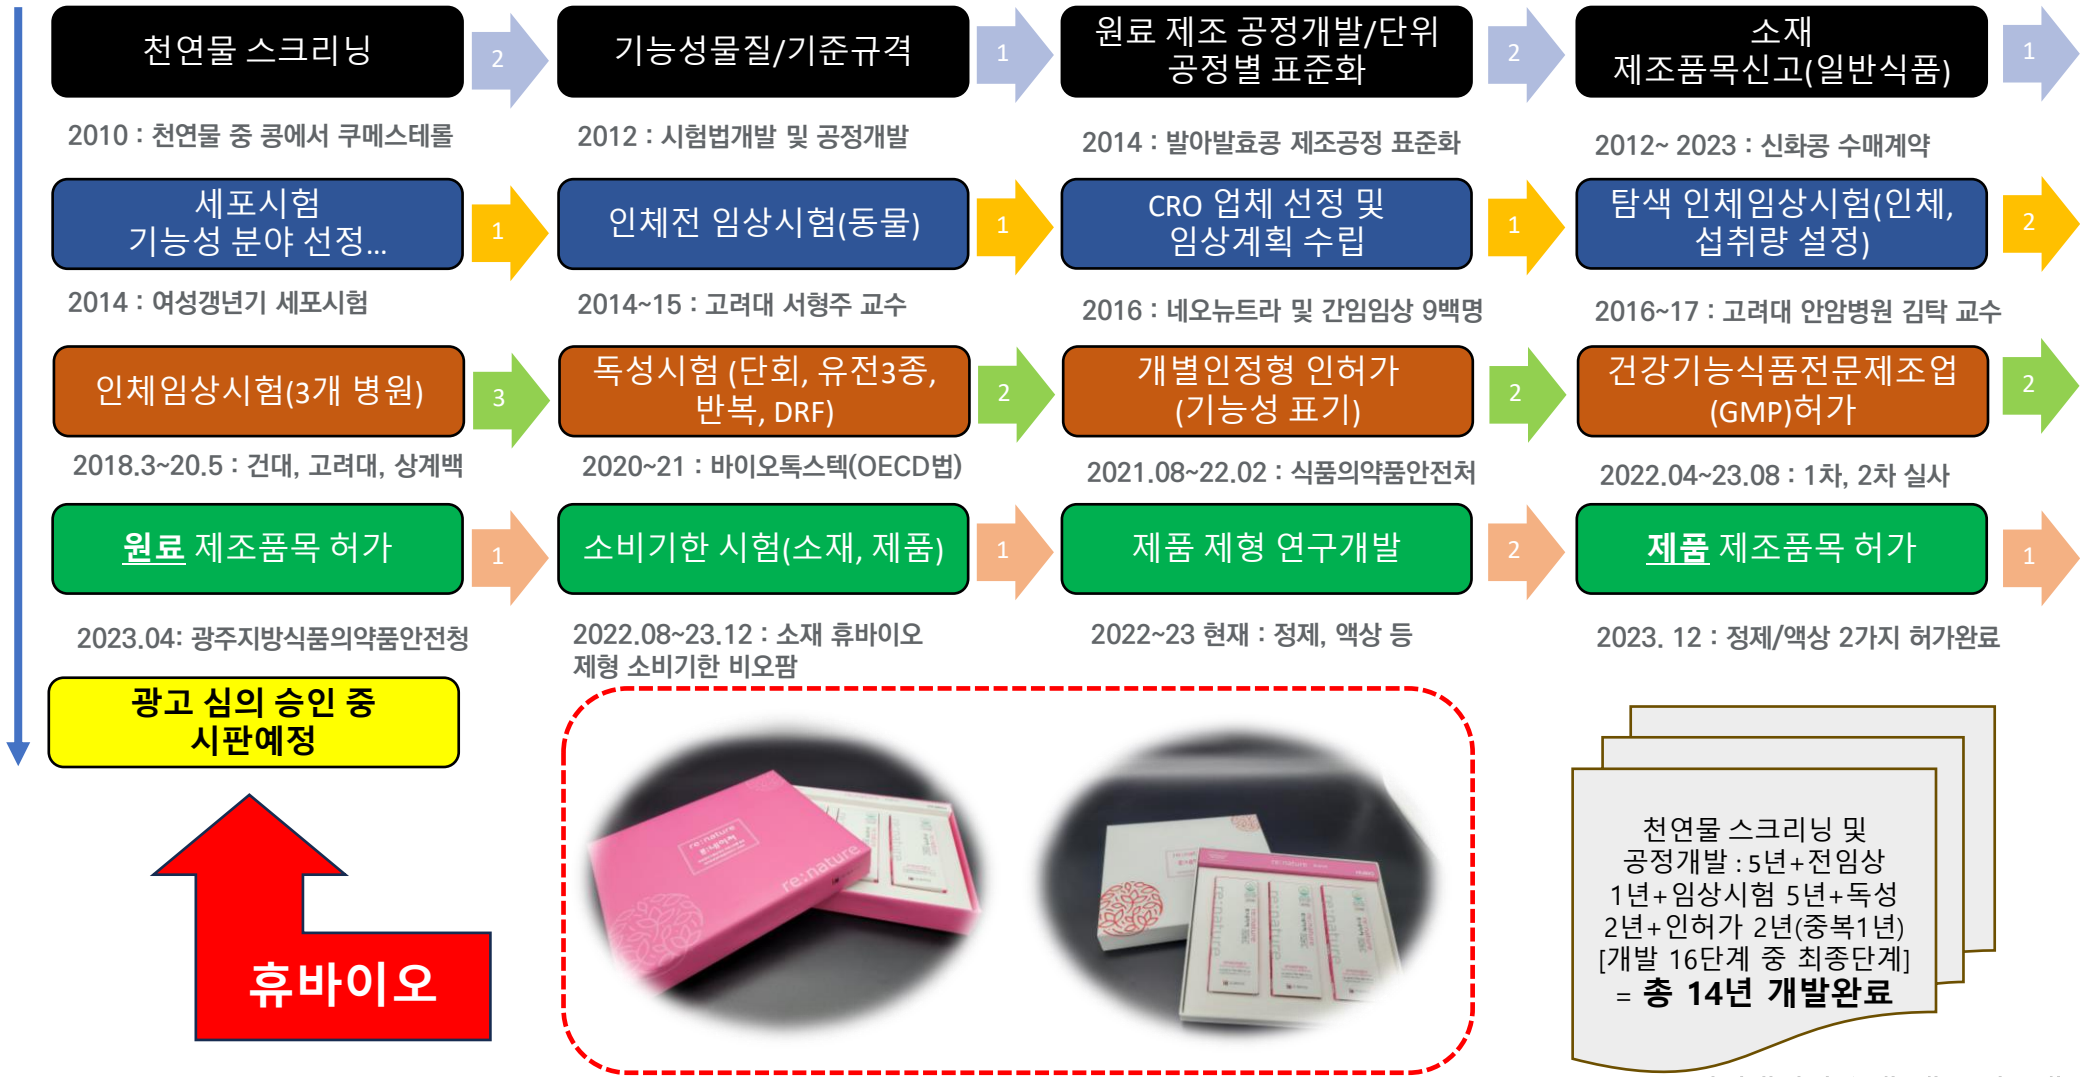 천연물 스크리닝
2
기능성물질/기준규격
1
원료 제조 공정개발/단위
공정별 표준화
2
소재
제조품목신고(일반식품)
1
2010 : 천연물 중 콩에서 쿠메스테롤
2012 : 시험법개발 및 공정개발
2014 : 발아발효콩 제조공정 표준화
2012~ 2023 : 신화콩 수매계약
세포시험
기능성 분야 선정...
1
인체전 임상시험(동물)
1
CRO 업체 선정 및
임상계획 수립
1
탐색 인체임상시험(인체,
섭취량 설정)
2
2014 : 여성갱년기 세포시험
2014~15 : 고려대 서형주 교수
2016 : 네오뉴트라 및 간임임상 9백명
2016~17 : 고려대 안암병원 김탁 교수
인체임상시험(3개 병원)
3
독성시험 (단회, 유전3종,
반복, DRF)
2
개별인정형 인허가
(기능성 표기)
2
건강기능식품전문제조업
(GMP)허가
2
2018.3~20.5 : 건대, 고려대, 상계백
2020~21 : 바이오톡스텍(OECD법)
2021.08~22.02 : 식품의약품안전처
2022.04~23.08 : 1차, 2차 실사
원료 제조품목 허가
1
소비기한 시험(소재, 제품)
1
제품 제형 연구개발
2
제품 제조품목 허가
1
2023.04: 광주지방식품의약품안전청
2022.08~23.12 : 소재 휴바이오
제형 소비기한 비오팜
2022~23 현재 : 정제, 액상 등
2023. 12 : 정제/액상 2가지 허가완료
광고 심의 승인 중
시판예정
휴바이오
re:nature
re:nature
re:nature
re:nature
re:nature
re:nature
re:nature
천연물 스크리닝 및
공정개발 : 5년+전임상
1년+임상시험 5년+독성
2년+인허가 2년(중복1년)
[개발 16단계 중 최종단계]
= 총 14년 개발완료